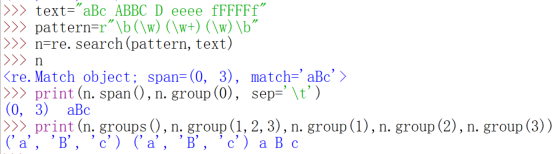 >>> text="aBc ABBC D eeee fFFFFf"
>>> pattern=r"\b(\w)(\w+)(\w)\b"
>>> n=re.search(pattern,text)
>>> n
<re.Match object; span=(0, 3), match='aBc'>
>>> print(n.span(),n.group(0), sep='\t')
(0, 3)  aBc
>>> print(n.groups(),n.group(1,2,3),n.group(1),n.group(2),n.group(3))
('a', 'B', 'c') ('a', 'B', 'c') a B c